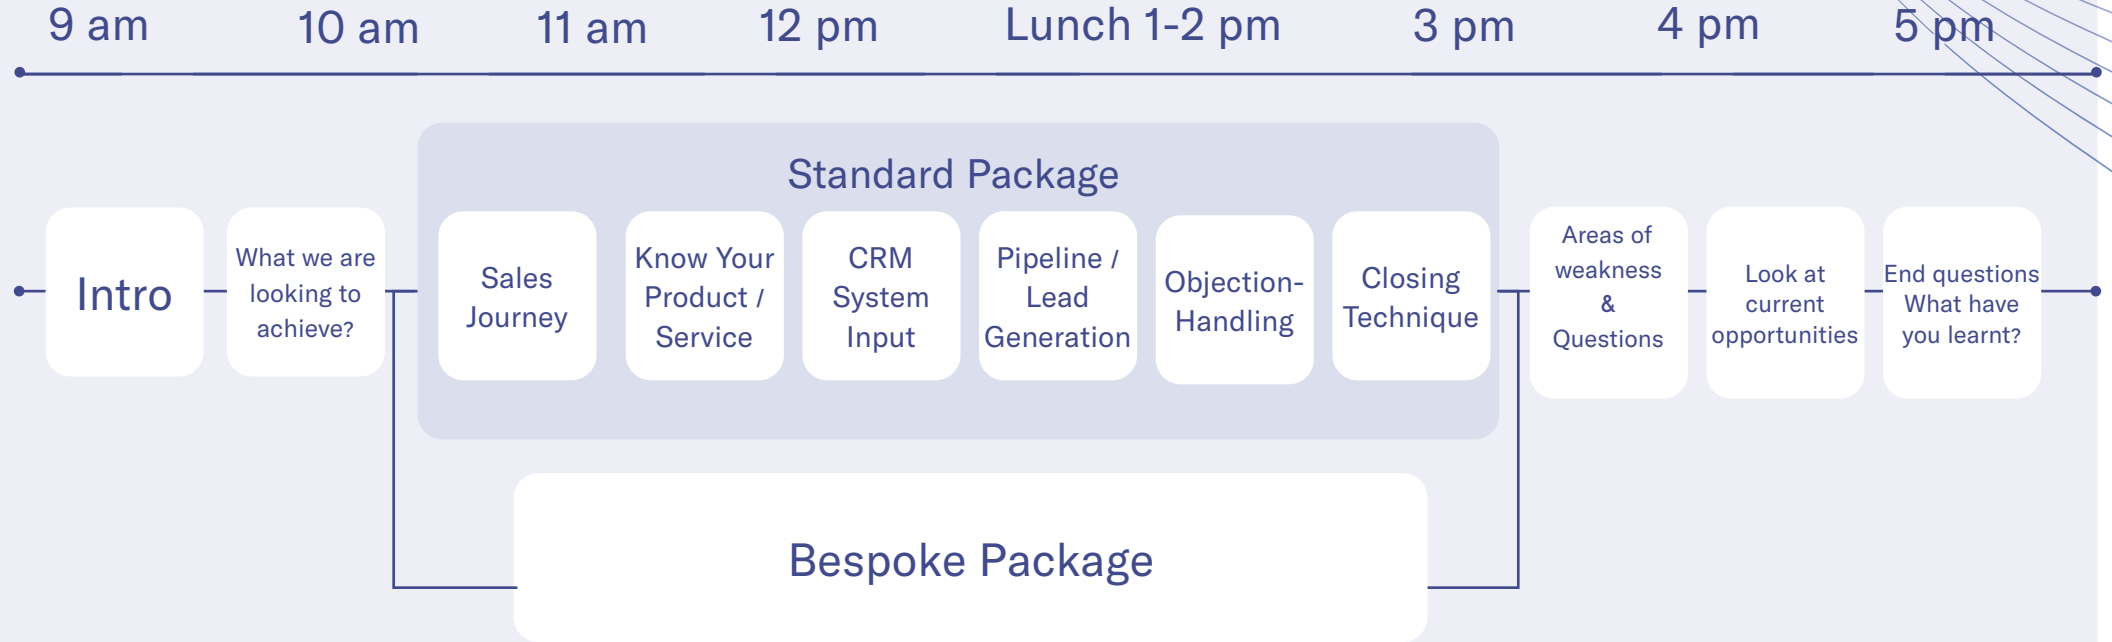 9 am
10 am
11 am
12 pm
Lunch 1-2 pm
3 pm
4 pm
5 pm
Standard Package
Intro
What we are
looking to
achieve?
Sales
Journey
Know Your
Product /
Service
CRM
System
Input
Pipeline /
Lead
Generation
Objection-
Handling
Closing
Technique
Areas of
weakness
&
Questions
Look at
current
opportunities
End questions
What have
you learnt?
Bespoke Package